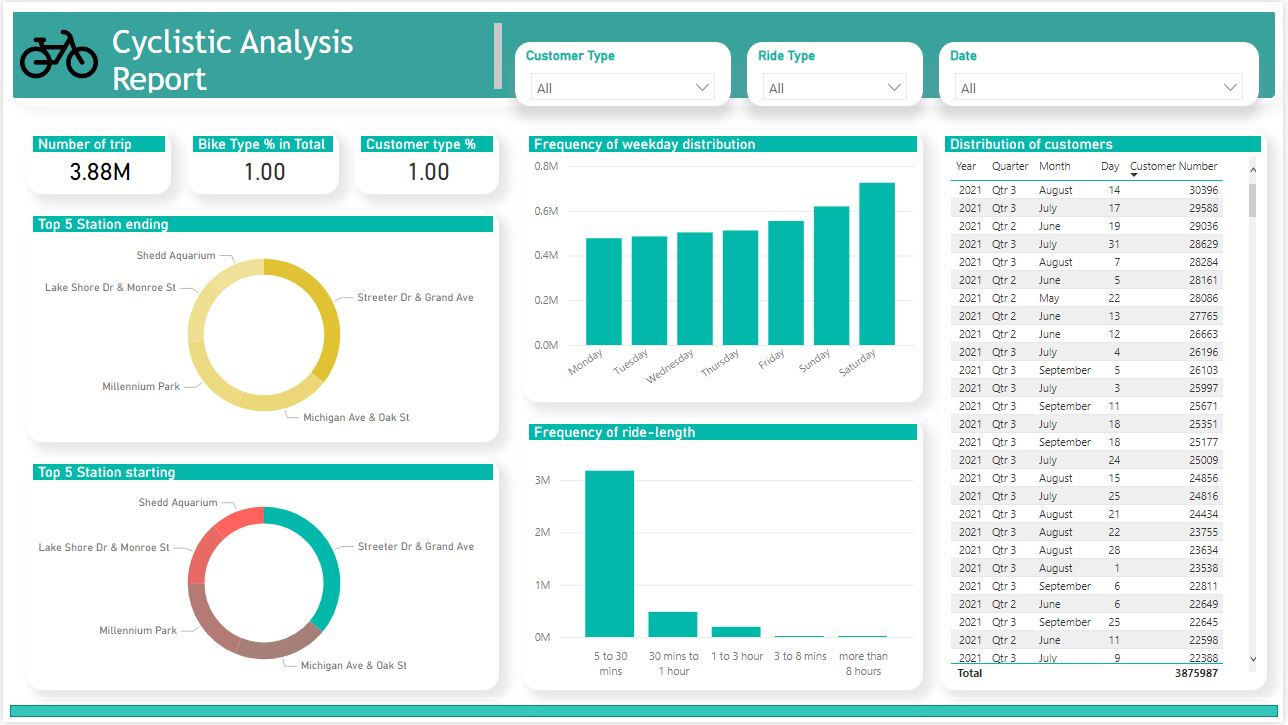 Cyclistic Analysis
Report
Customer Type
All
Ride Type
All
Date
All
Number of trip
3.88M
Bike Type % in Total
1.00
Customer type %
1.00
Top 5 Station ending
Shedd Aquarium
Lake Shore Dr & Monroe St
Streeter Dr & Grand Ave
Millennium Park
Michigan Ave & Oak St
Top 5 Station starting
Shedd Aquarium
Lake Shore Dr & Monroe St
Streeter Dr & Grand Ave
Millennium Park
Michigan Ave & Oak St
Frequency of weekday distribution
0.8M
0.6M
0.4M
0.2M
0.0M
Monday Tuesday Wednesday Thursday Friday Sunday Saturday
Frequency of ride-length
3M
2M
1M
0M
5 to 30 mins
30 mins to 1 hour
1 to 3 hour
3 to 8 mins
more than 8 hours
Distribution of customers
Year Quarter Month Day Customer Number
2021 Qtr 3 August 14 30396
2021 Qtr 3 July 17 29588
2021 Qtr 2 June 19 29036
2021 Qtr 3 July 31 28629
2021 Qtr 3 August 7 28284
2021 Qtr 2 June 5 28161
2021 Qtr 2 May 22 28086
2021 Qtr 2 June 13 27765
2021 Qtr 2 June 12 26663
2021 Qtr 3 July 4 26196
2021 Qtr 3 September 5 26103
2021 Qtr 3 July 3 25997
2021 Qtr 3 September 11 25671
2021 Qtr 3 July 18 25351
2021 Qtr 3 September 18 25177
2021 Qtr 3 July 24 25009
2021 Qtr 3 August 15 24856
2021 Qtr 3 July 25 24816
2021 Qtr 3 August 21 24434
2021 Qtr 3 August 22 23755
2021 Qtr 3 August 28 23634
2021 Qtr 3 August 1 23538
2021 Qtr 3 September 6 22811
2021 Qtr 2 June 6 22649
2021 Qtr 3 September 25 22645
2021 Qtr 2 June 11 22598
2021 Qtr 3 July 9 22388
Total 3875987